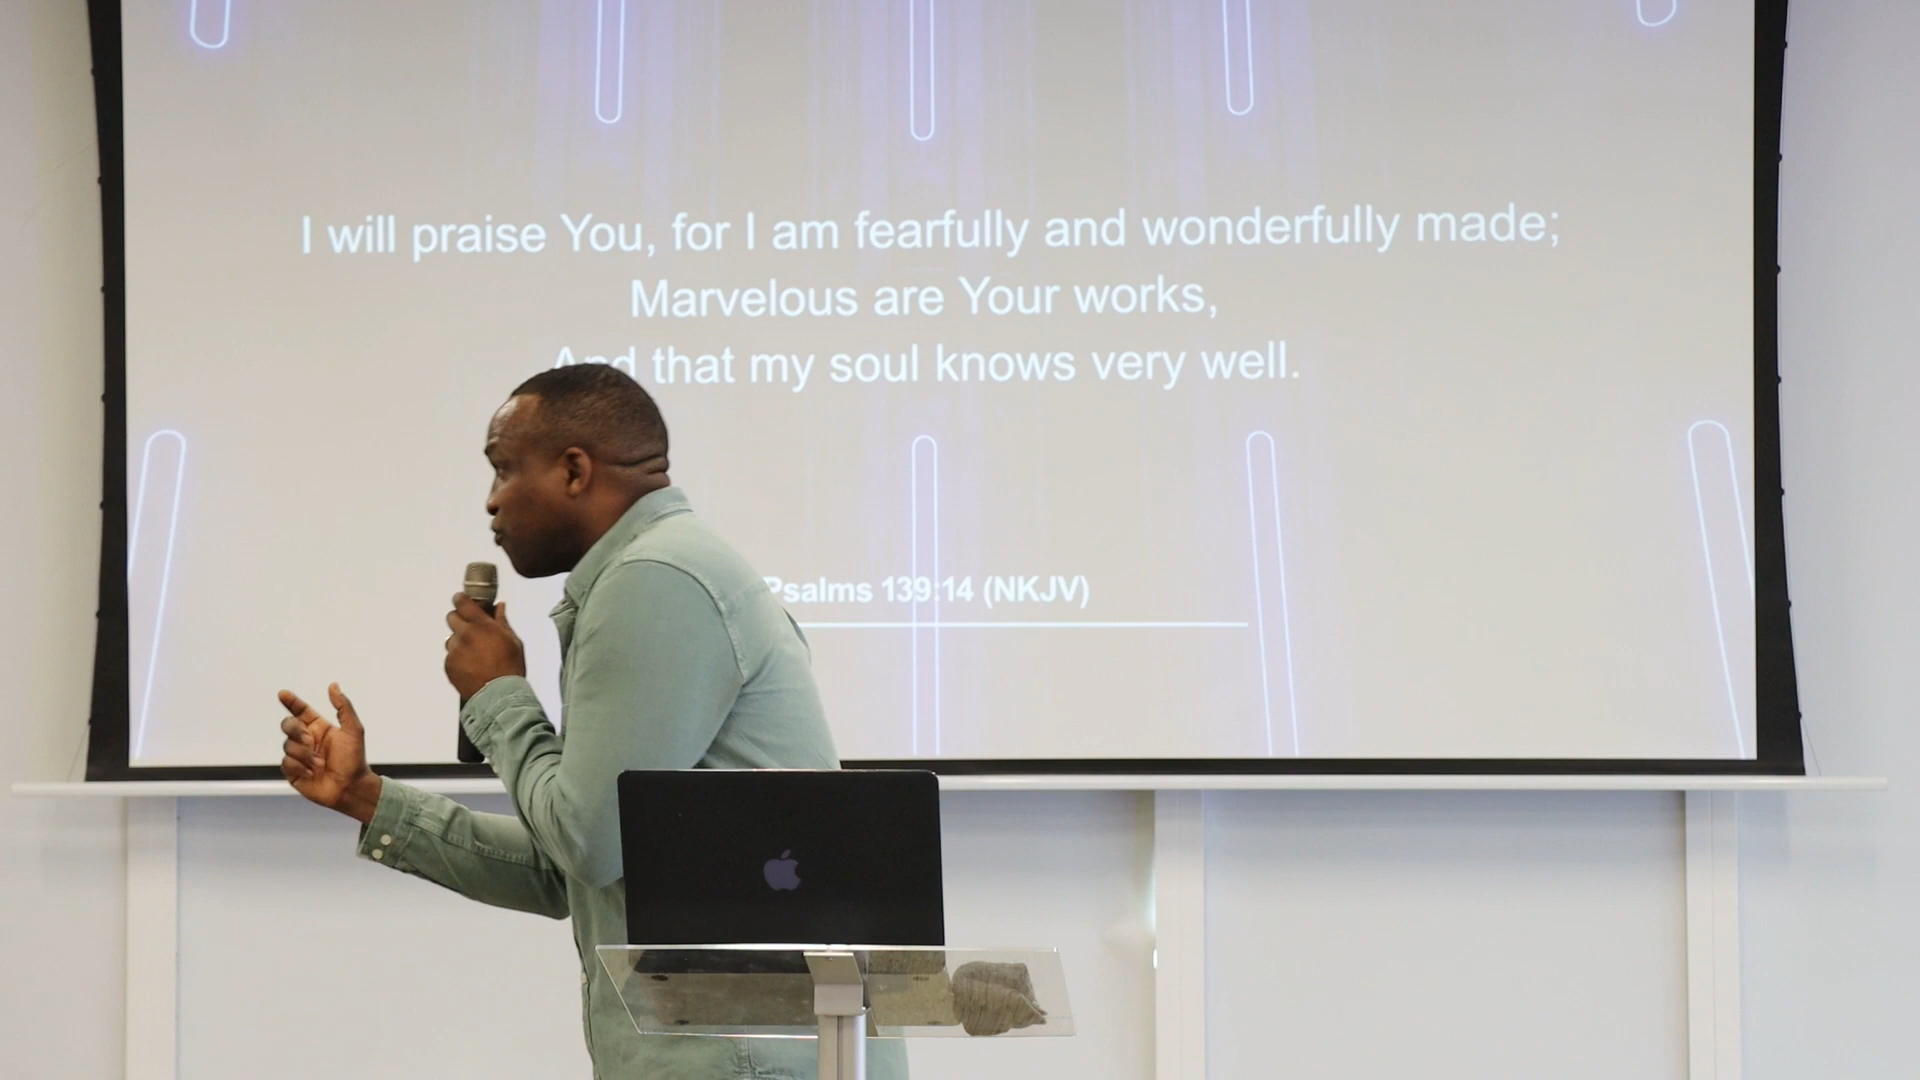 I will praise You, for I am fearfully and wonderfully made;
Marvelous are Your works,
And that my soul knows very well.
Psalms 139:14 (NKJV)